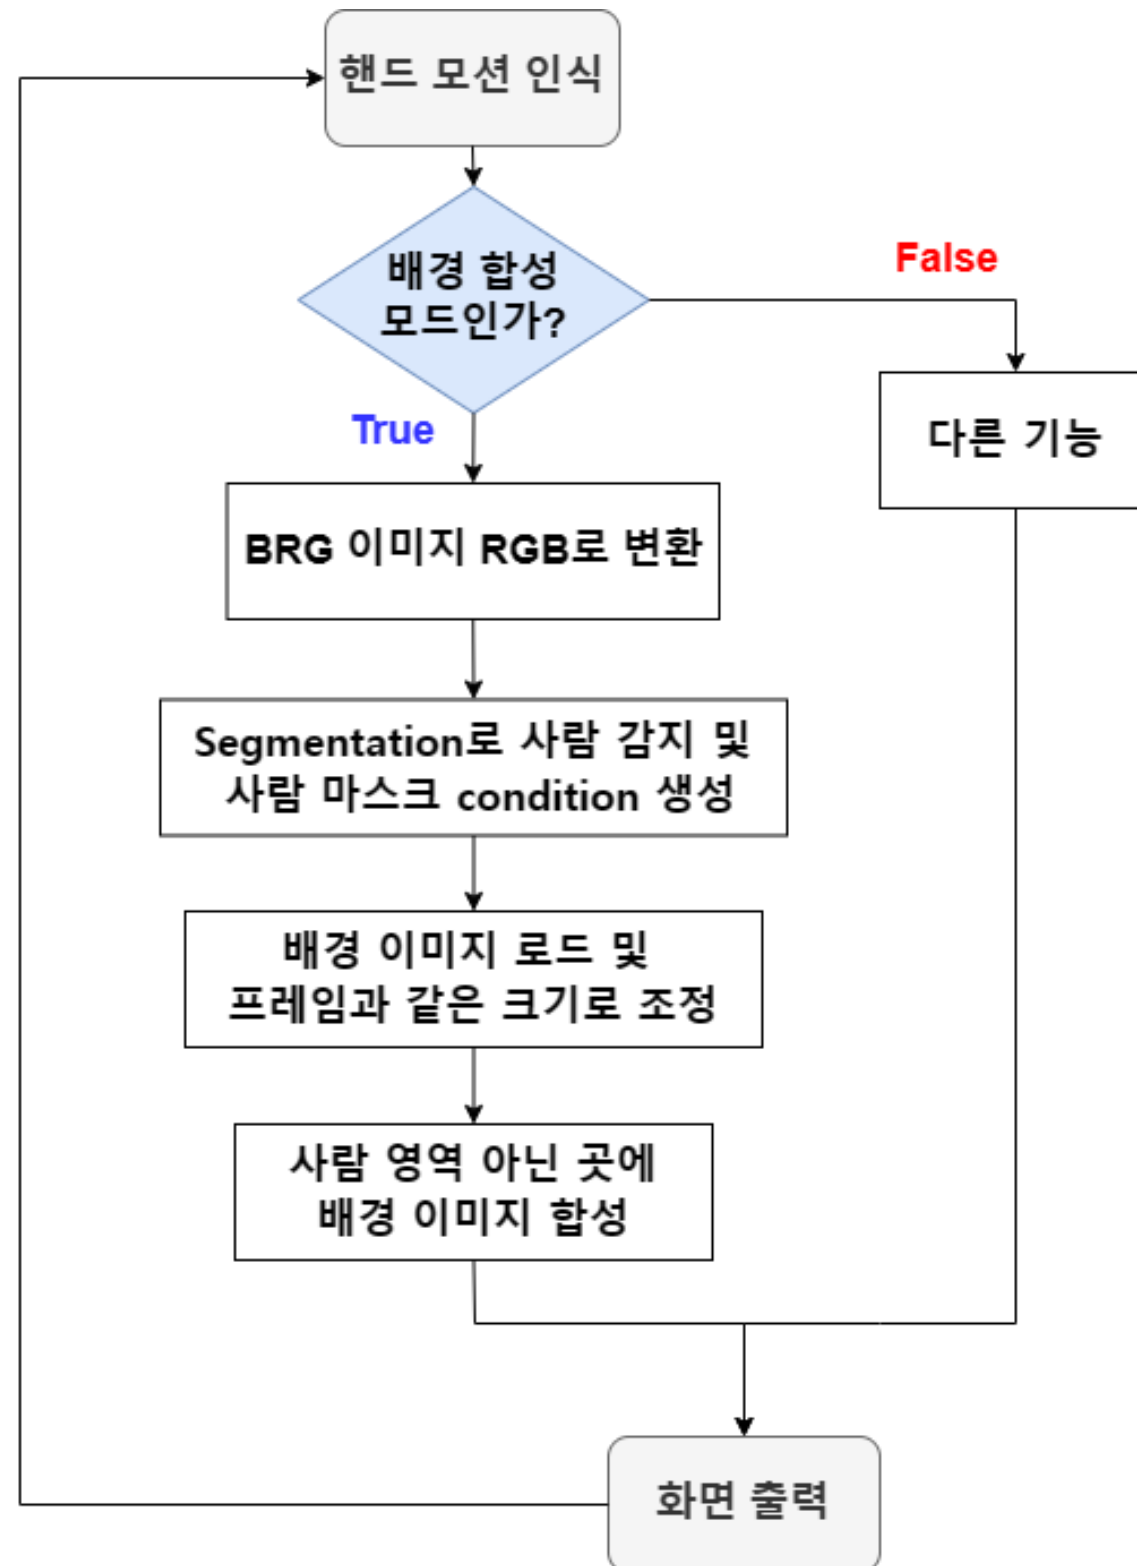 핸드 모션 인식
배경 합성
모드인가?
False
True
다른 기능
BRG 이미지 RGB로 변환
Segmentation로 사람 감지 및
사람 마스크 condition 생성
배경 이미지 로드 및
프레임과 같은 크기로 조정
사람 영역 아닌 곳에
배경 이미지 합성
화면 출력